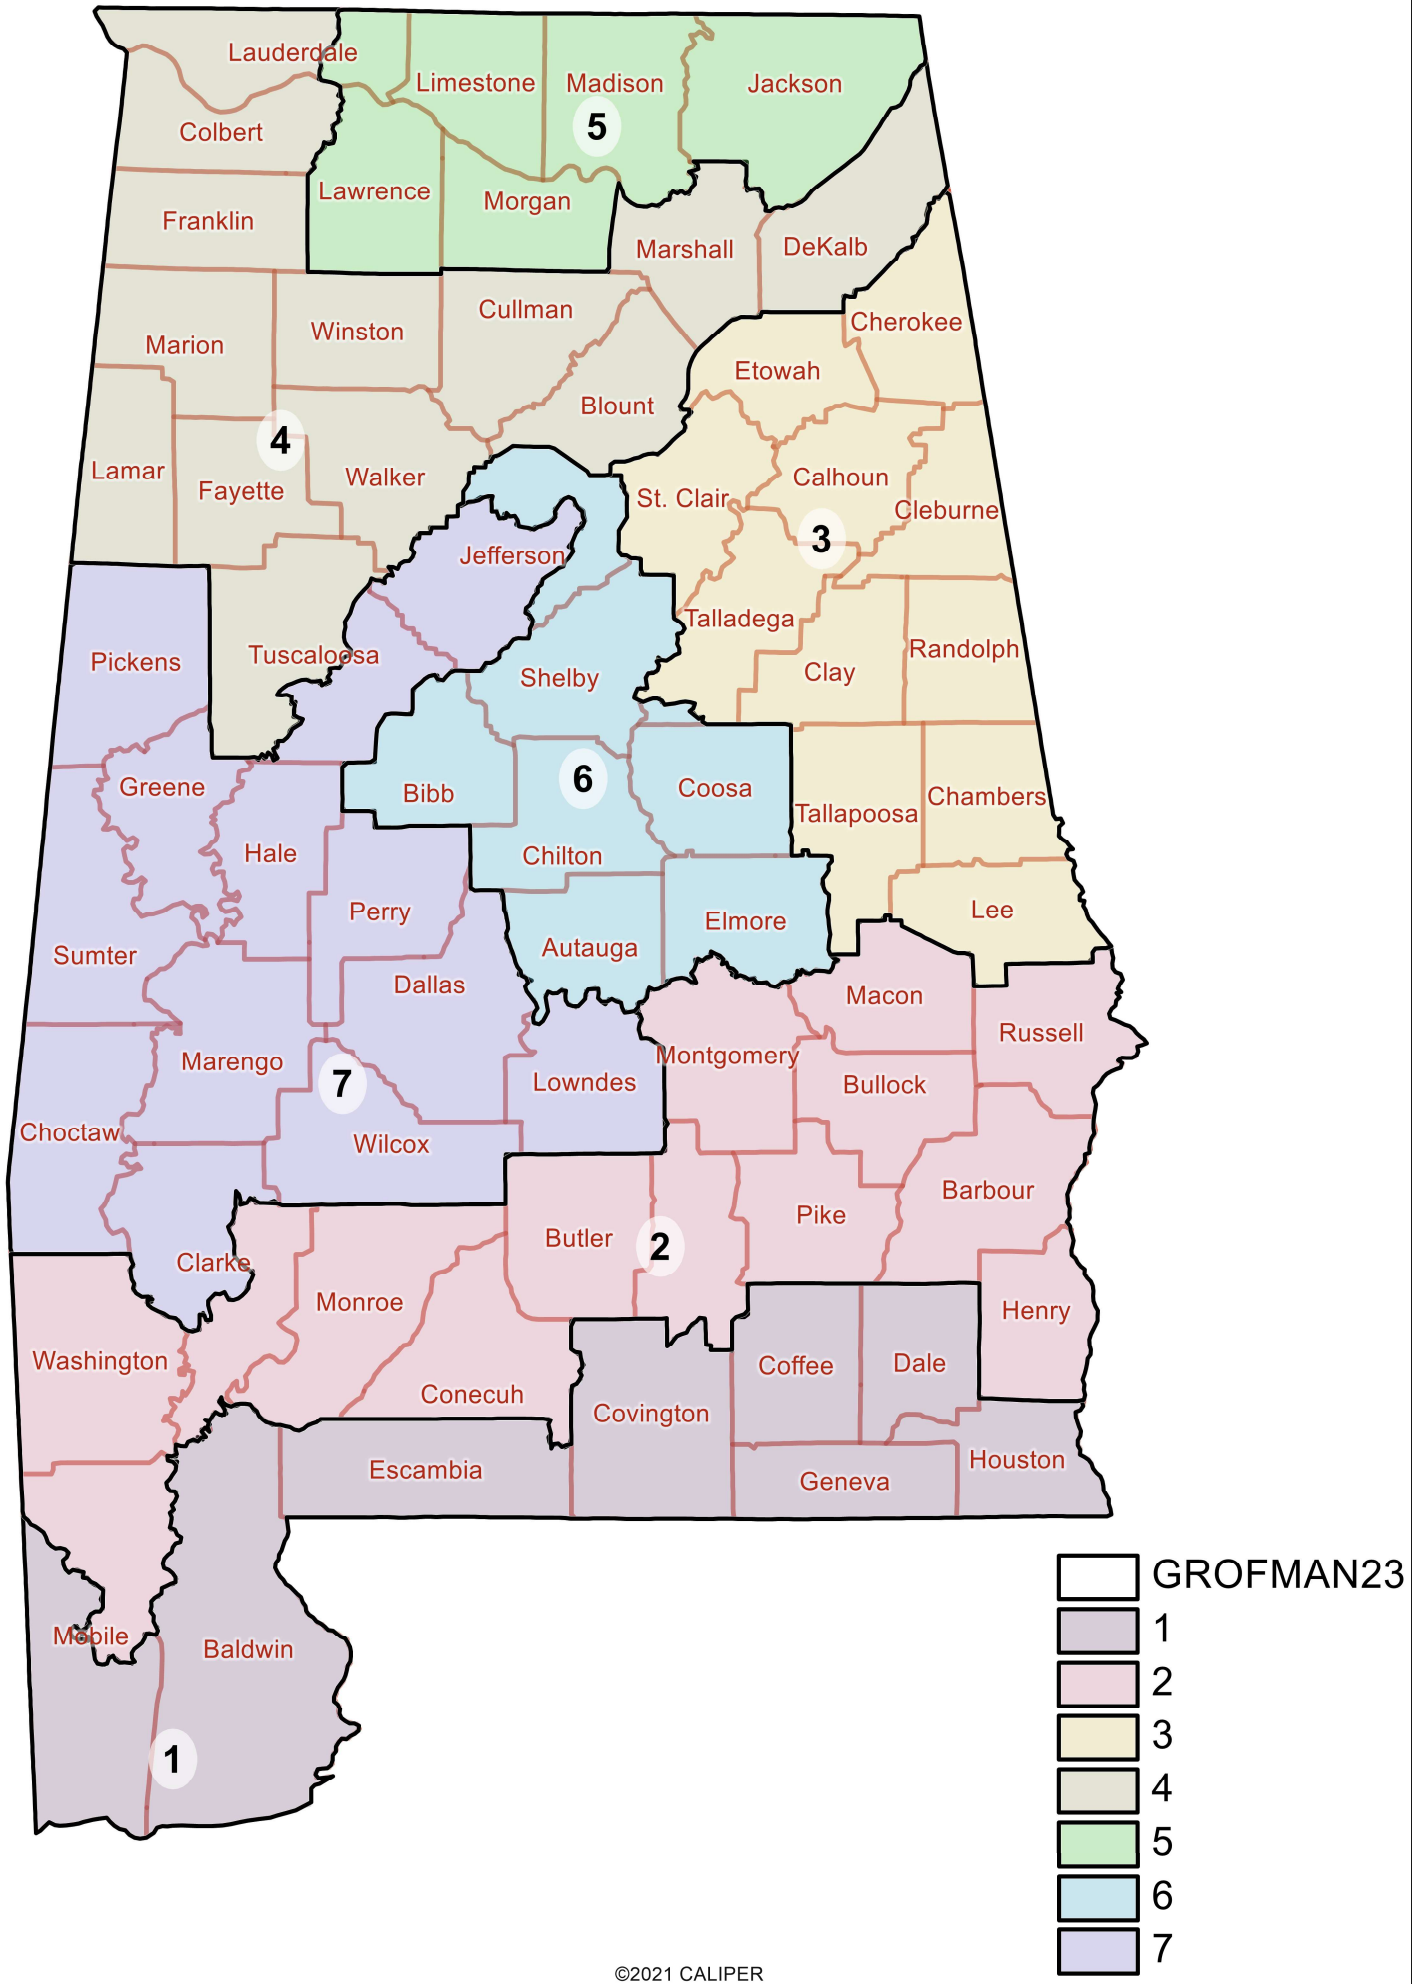 Lauderdale
Limestone
Madison
Jackson
5
Colbert
Lawrence
Morgan
Franklin
Marshall
DeKalb
Cullman
Cherokee
Winston
Marion
Etowah
Blount
4
Lamar
Walker
Calhoun
Fayette
St. Clair
Cleburne
3
Jefferson
Talladega
Randolph
Tuscaloosa
Pickens
Clay
Shelby
6
Greene
Coosa
Bibb
Chambers
Tallapoosa
Hale
Chilton
Perry
Lee
Elmore
Autauga
Sumter
Dallas
Macon
Russell
Montgomery
Marengo
7
Lowndes
Bullock
Choctaw
Wilcox
Barbour
Pike
Butler
2
Clarke
Monroe
Henry
Washington
Coffee
Dale
Conecuh
Covington
Houston
Escambia
Geneva
Mobile
Baldwin
1
GROFMAN23
1
2
3
4
5
6
7
©2021 CALIPER